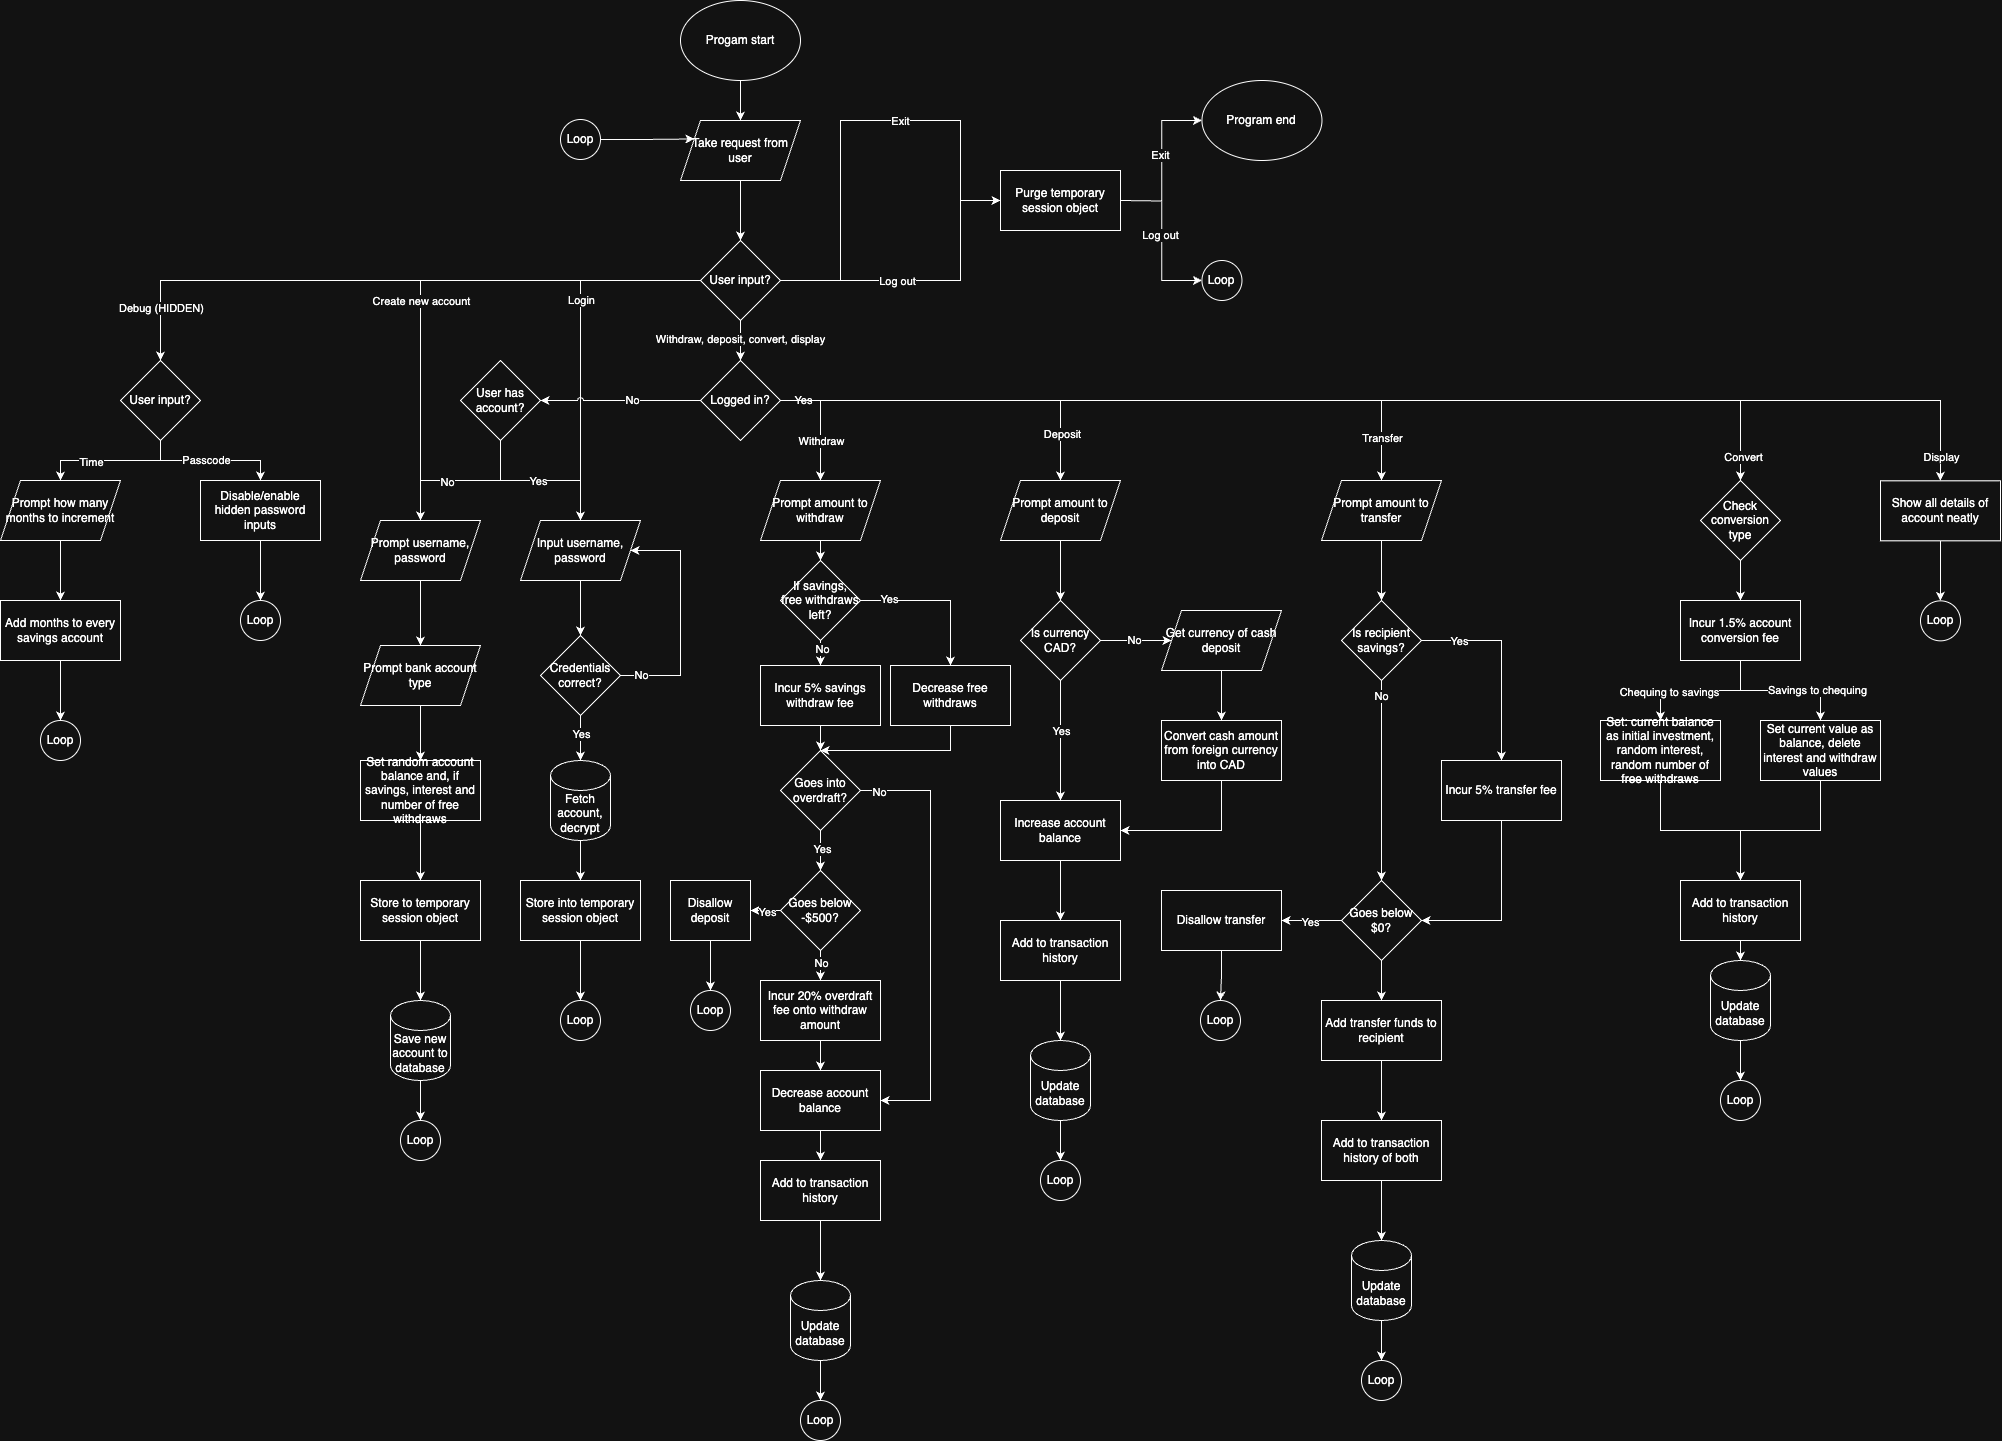 Progam start
Loop
Take request from
user
Exit
Program end
Exit
Purge temporary
session object
Log out
Loop
User input?
Log out
Debug (HIDDEN)
Create new account
Login
Withdraw, deposit, convert, display
User input?
User has
account?
No
Logged in?
Yes
Time
Passcode
No
Yes
Withdraw
Deposit
Transfer
Convert
Display
Prompt how many
months to increment
Disable/enable
hidden password
inputs
Add months to every
savings account
Loop
Loop
Prompt username,
password
Prompt bank account
type
Set random account
balance and, if
savings, interest and
number of free
withdraws
Store to temporary
session object
Save new
account to
database
Loop
Input username,
password
Credentials
correct?
No
Yes
Fetch
account,
decrypt
Store into temporary
session object
Loop
Prompt amount to
withdraw
If savings,
free withdraws
left?
Yes
No
Incur 5% savings
withdraw fee
Decrease free
withdraws
Goes into
overdraft?
No
Yes
Goes below
-$500?
Yes
Disallow
deposit
Loop
No
Incur 20% overdraft
fee onto withdraw
amount
Decrease account
balance
Add to transaction
history
Update
database
Loop
Prompt amount to
deposit
Is currency
CAD?
No
Get currency of cash
deposit
Convert cash amount
from foreign currency
into CAD
Yes
Increase account
balance
Add to transaction
history
Update
database
Loop
Prompt amount to
transfer
Is recipient
savings?
Yes
No
Incur 5% transfer fee
Goes below
$0?
Yes
Disallow transfer
Loop
Add transfer funds to
recipient
Add to transaction
history of both
Update
database
Loop
Check
conversion
type
Incur 1.5% account
conversion fee
Chequing to savings
Savings to chequing
Set: current balance
as initial investment,
random interest,
random number of
free withdraws
Set current value as
balance, delete
interest and withdraw
values
Add to transaction
history
Update
database
Loop
Show all details of
account neatly
Loop